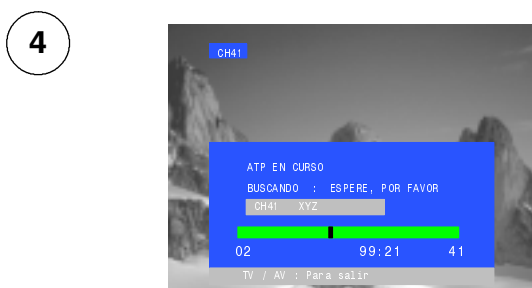 4
CH41
ATP EN CURSO
BUSCANDO : ESPERE, POR FAVOR
CH41 XYZ
02 99:21 41
TV / AV : Para salir